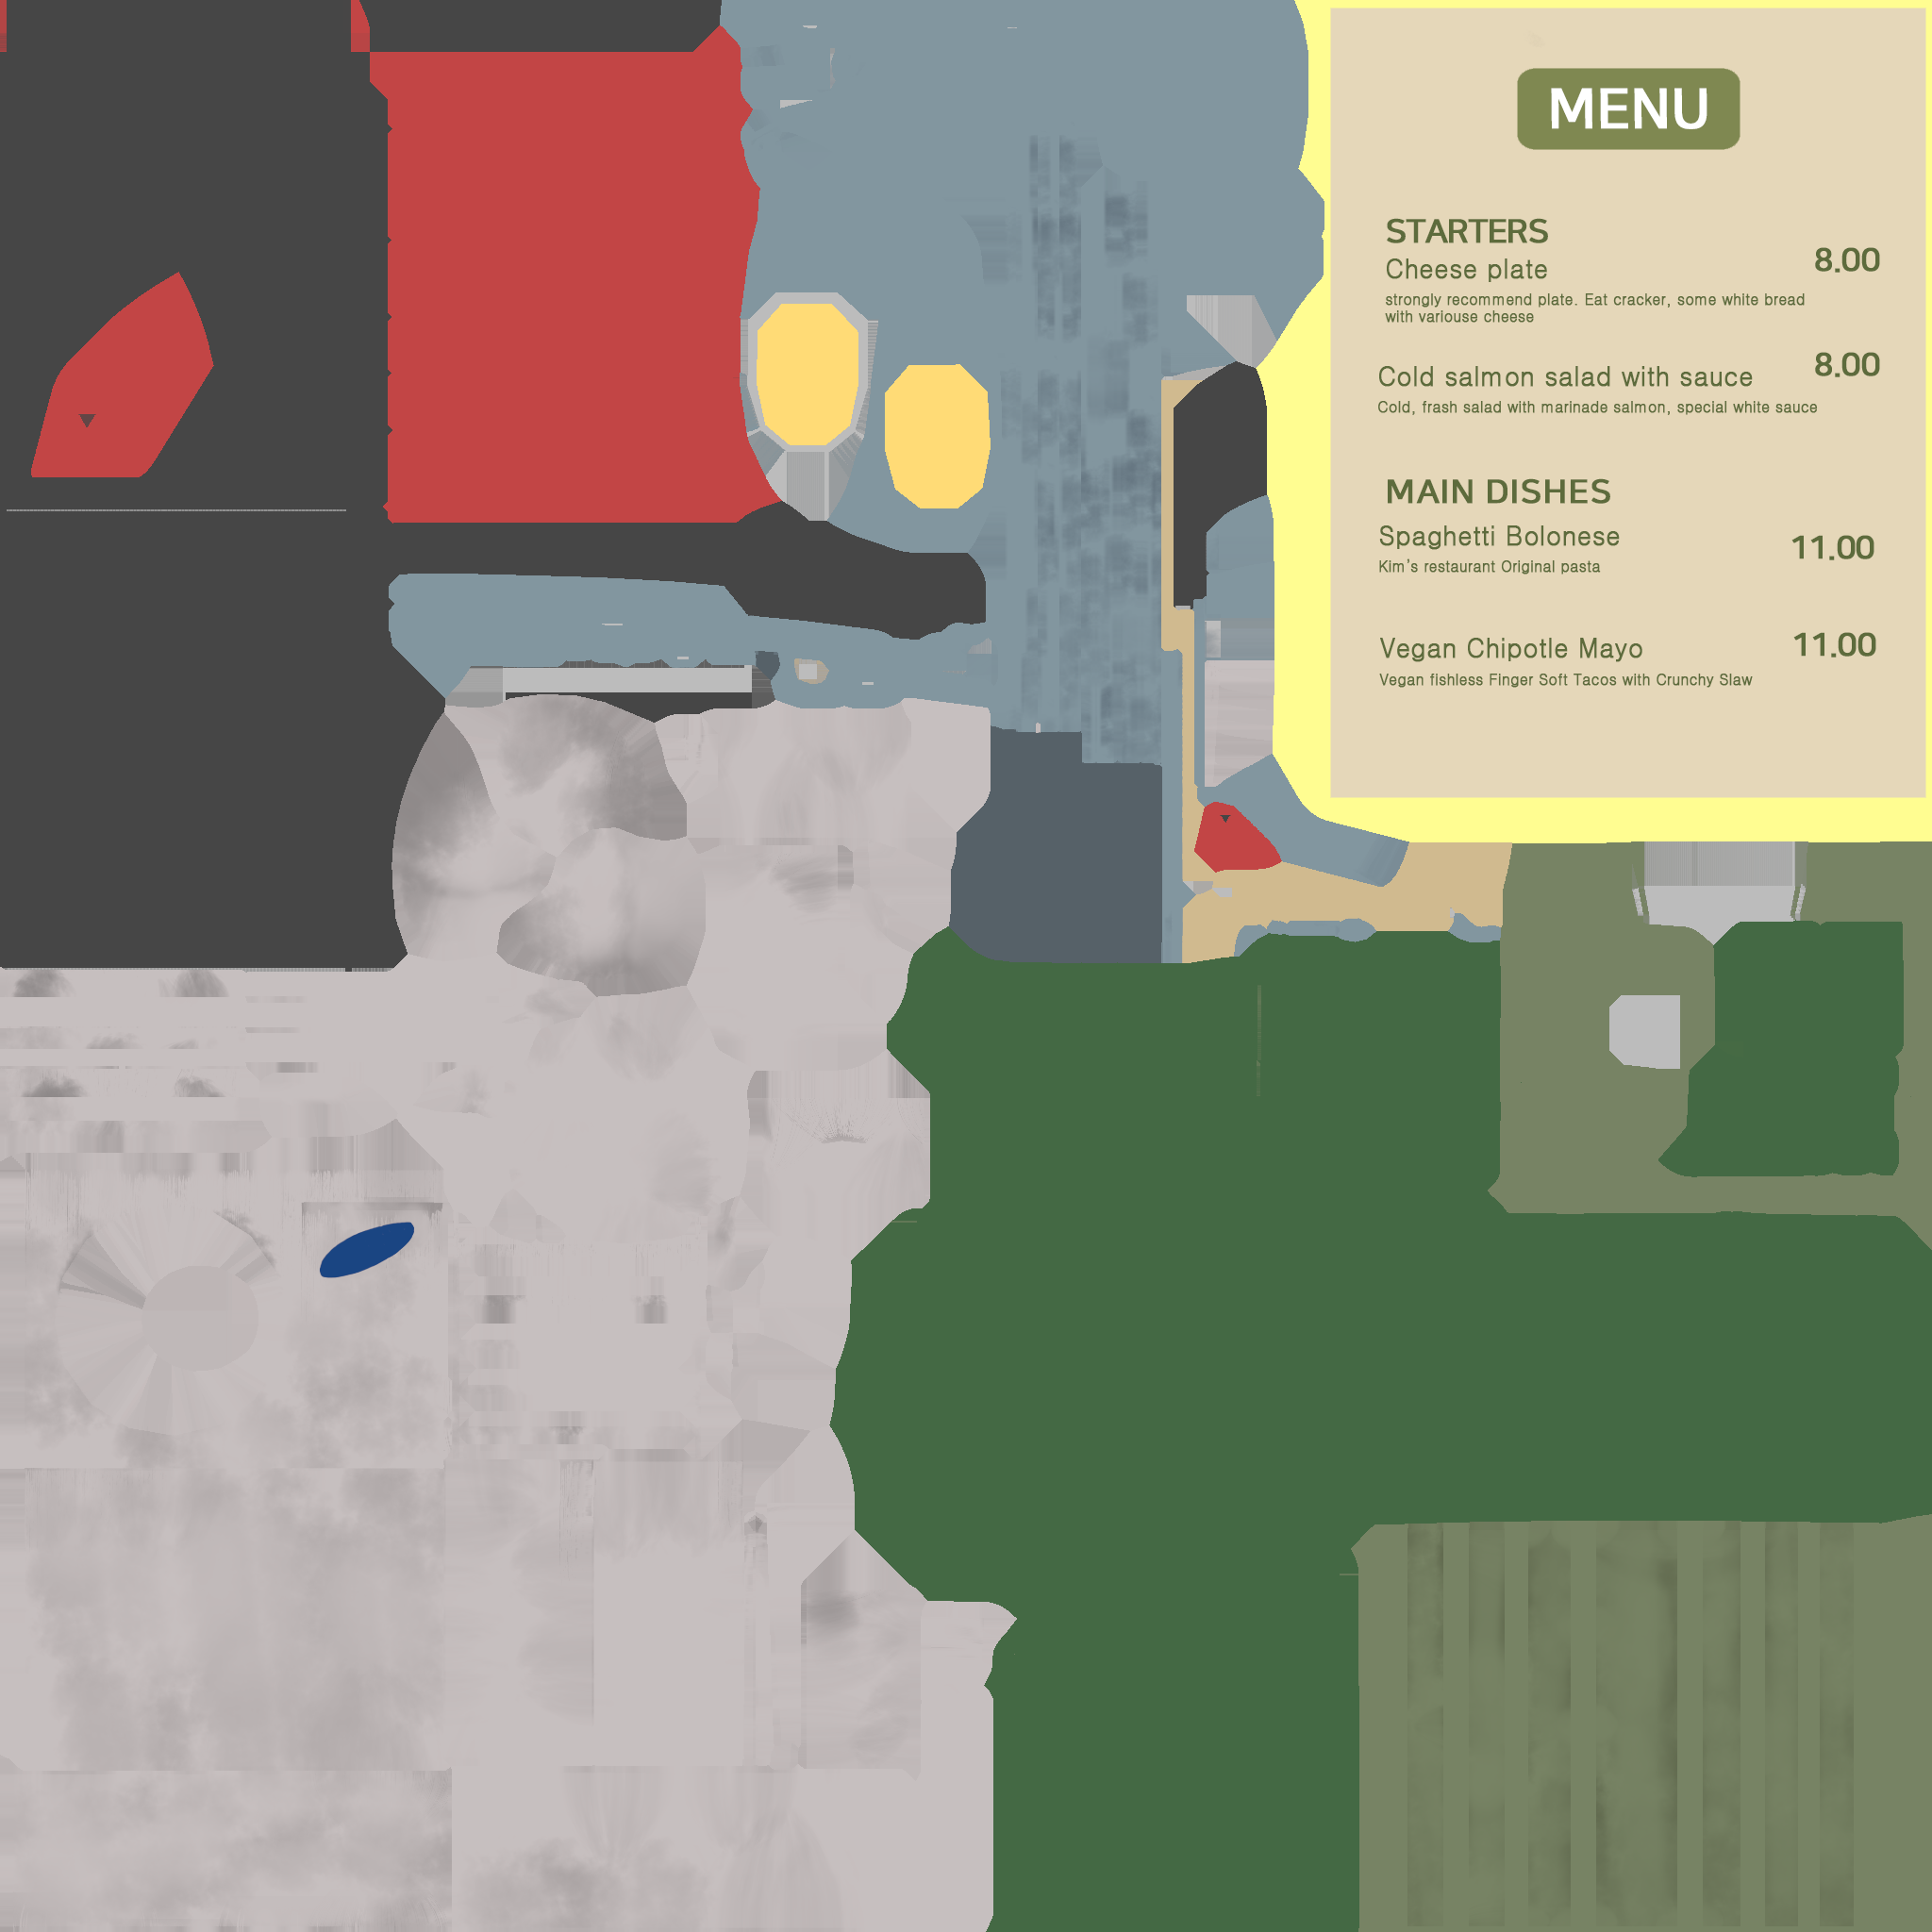 MENU
STARTERS
Cheese plate 8.00
strongly recommend plate. Eat cracker, some white bread
with variouse cheese
Cold salmon salad with sauce 8.00
Cold, frash salad with marinade salmon, special white sauce
MAIN DISHES
Spaghetti Bolonese 11.00
Kim's restaurant Original pasta
Vegan Chipotle Mayo 11.00
Vegan fishless Finger Soft Tacos with Crunchy Slaw